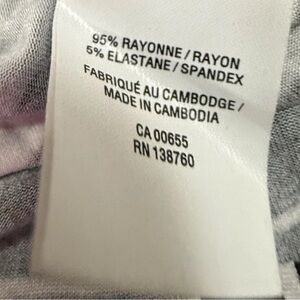 95% RAYONNE / RAYON
5% ELASTANE / SPANDEX
FABRIQUÉ AU CAMBODGE /
MADE IN CAMBODIA
CA 00655
RN 138760